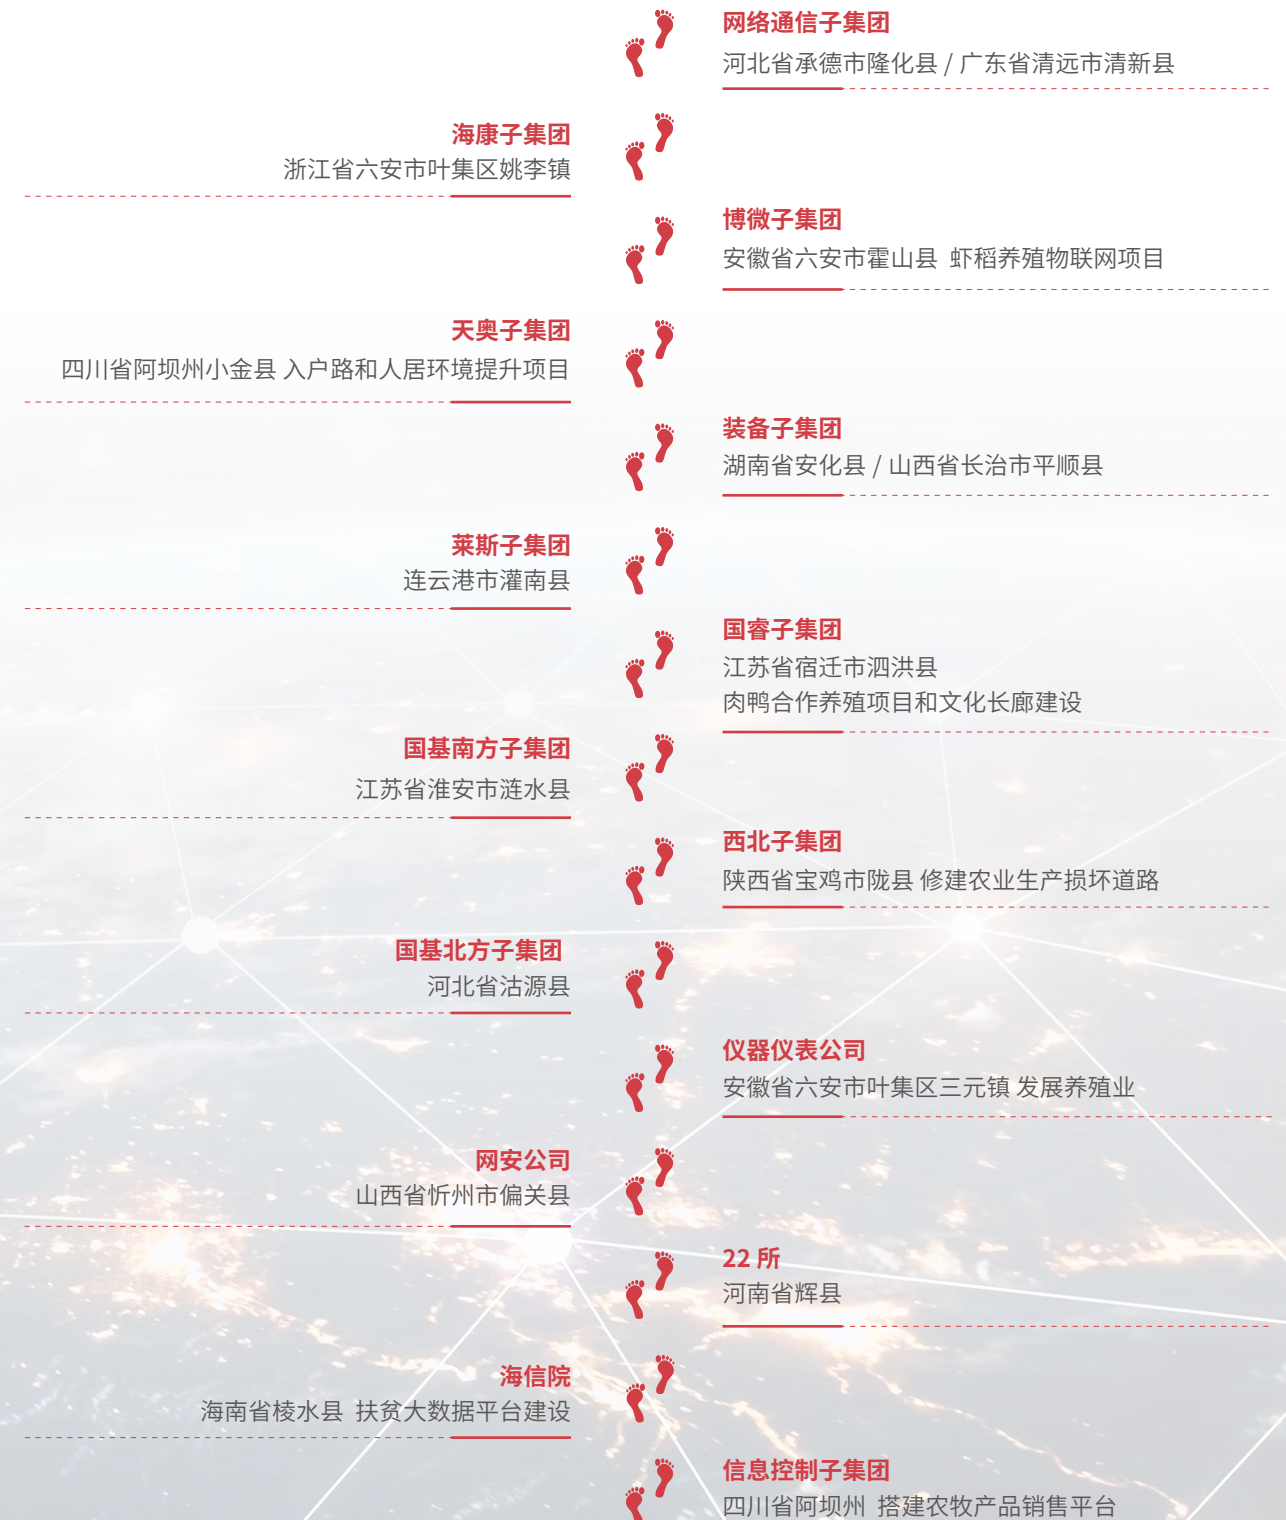 网络通信子集团
河北省承德市隆化县 / 广东省清远市清新县
海康子集团
浙江省六安市叶集区姚李镇
博微子集团
安徽省六安市霍山县 虾稻养殖物联网项目
天奥子集团
四川省阿坝州小金县 入户路和人居环境提升项目
装备子集团
湖南省安化县 / 山西省长治市平顺县
莱斯子集团
连云港市灌南县
国睿子集团
江苏省宿迁市泗洪县
肉鸭合作养殖项目和文化长廊建设
国基南方子集团
江苏省淮安市涟水县
西北子集团
陕西省宝鸡市陇县 修建农业生产损坏道路
国基北方子集团
河北省沽源县
仪器仪表公司
安徽省六安市叶集区三元镇 发展养殖业
网安公司
山西省忻州市偏关县
22 所
河南省辉县
海信院
海南省棱水县 扶贫大数据平台建设
信息控制子集团
四川省阿坝州 搭建农牧产品销售平台